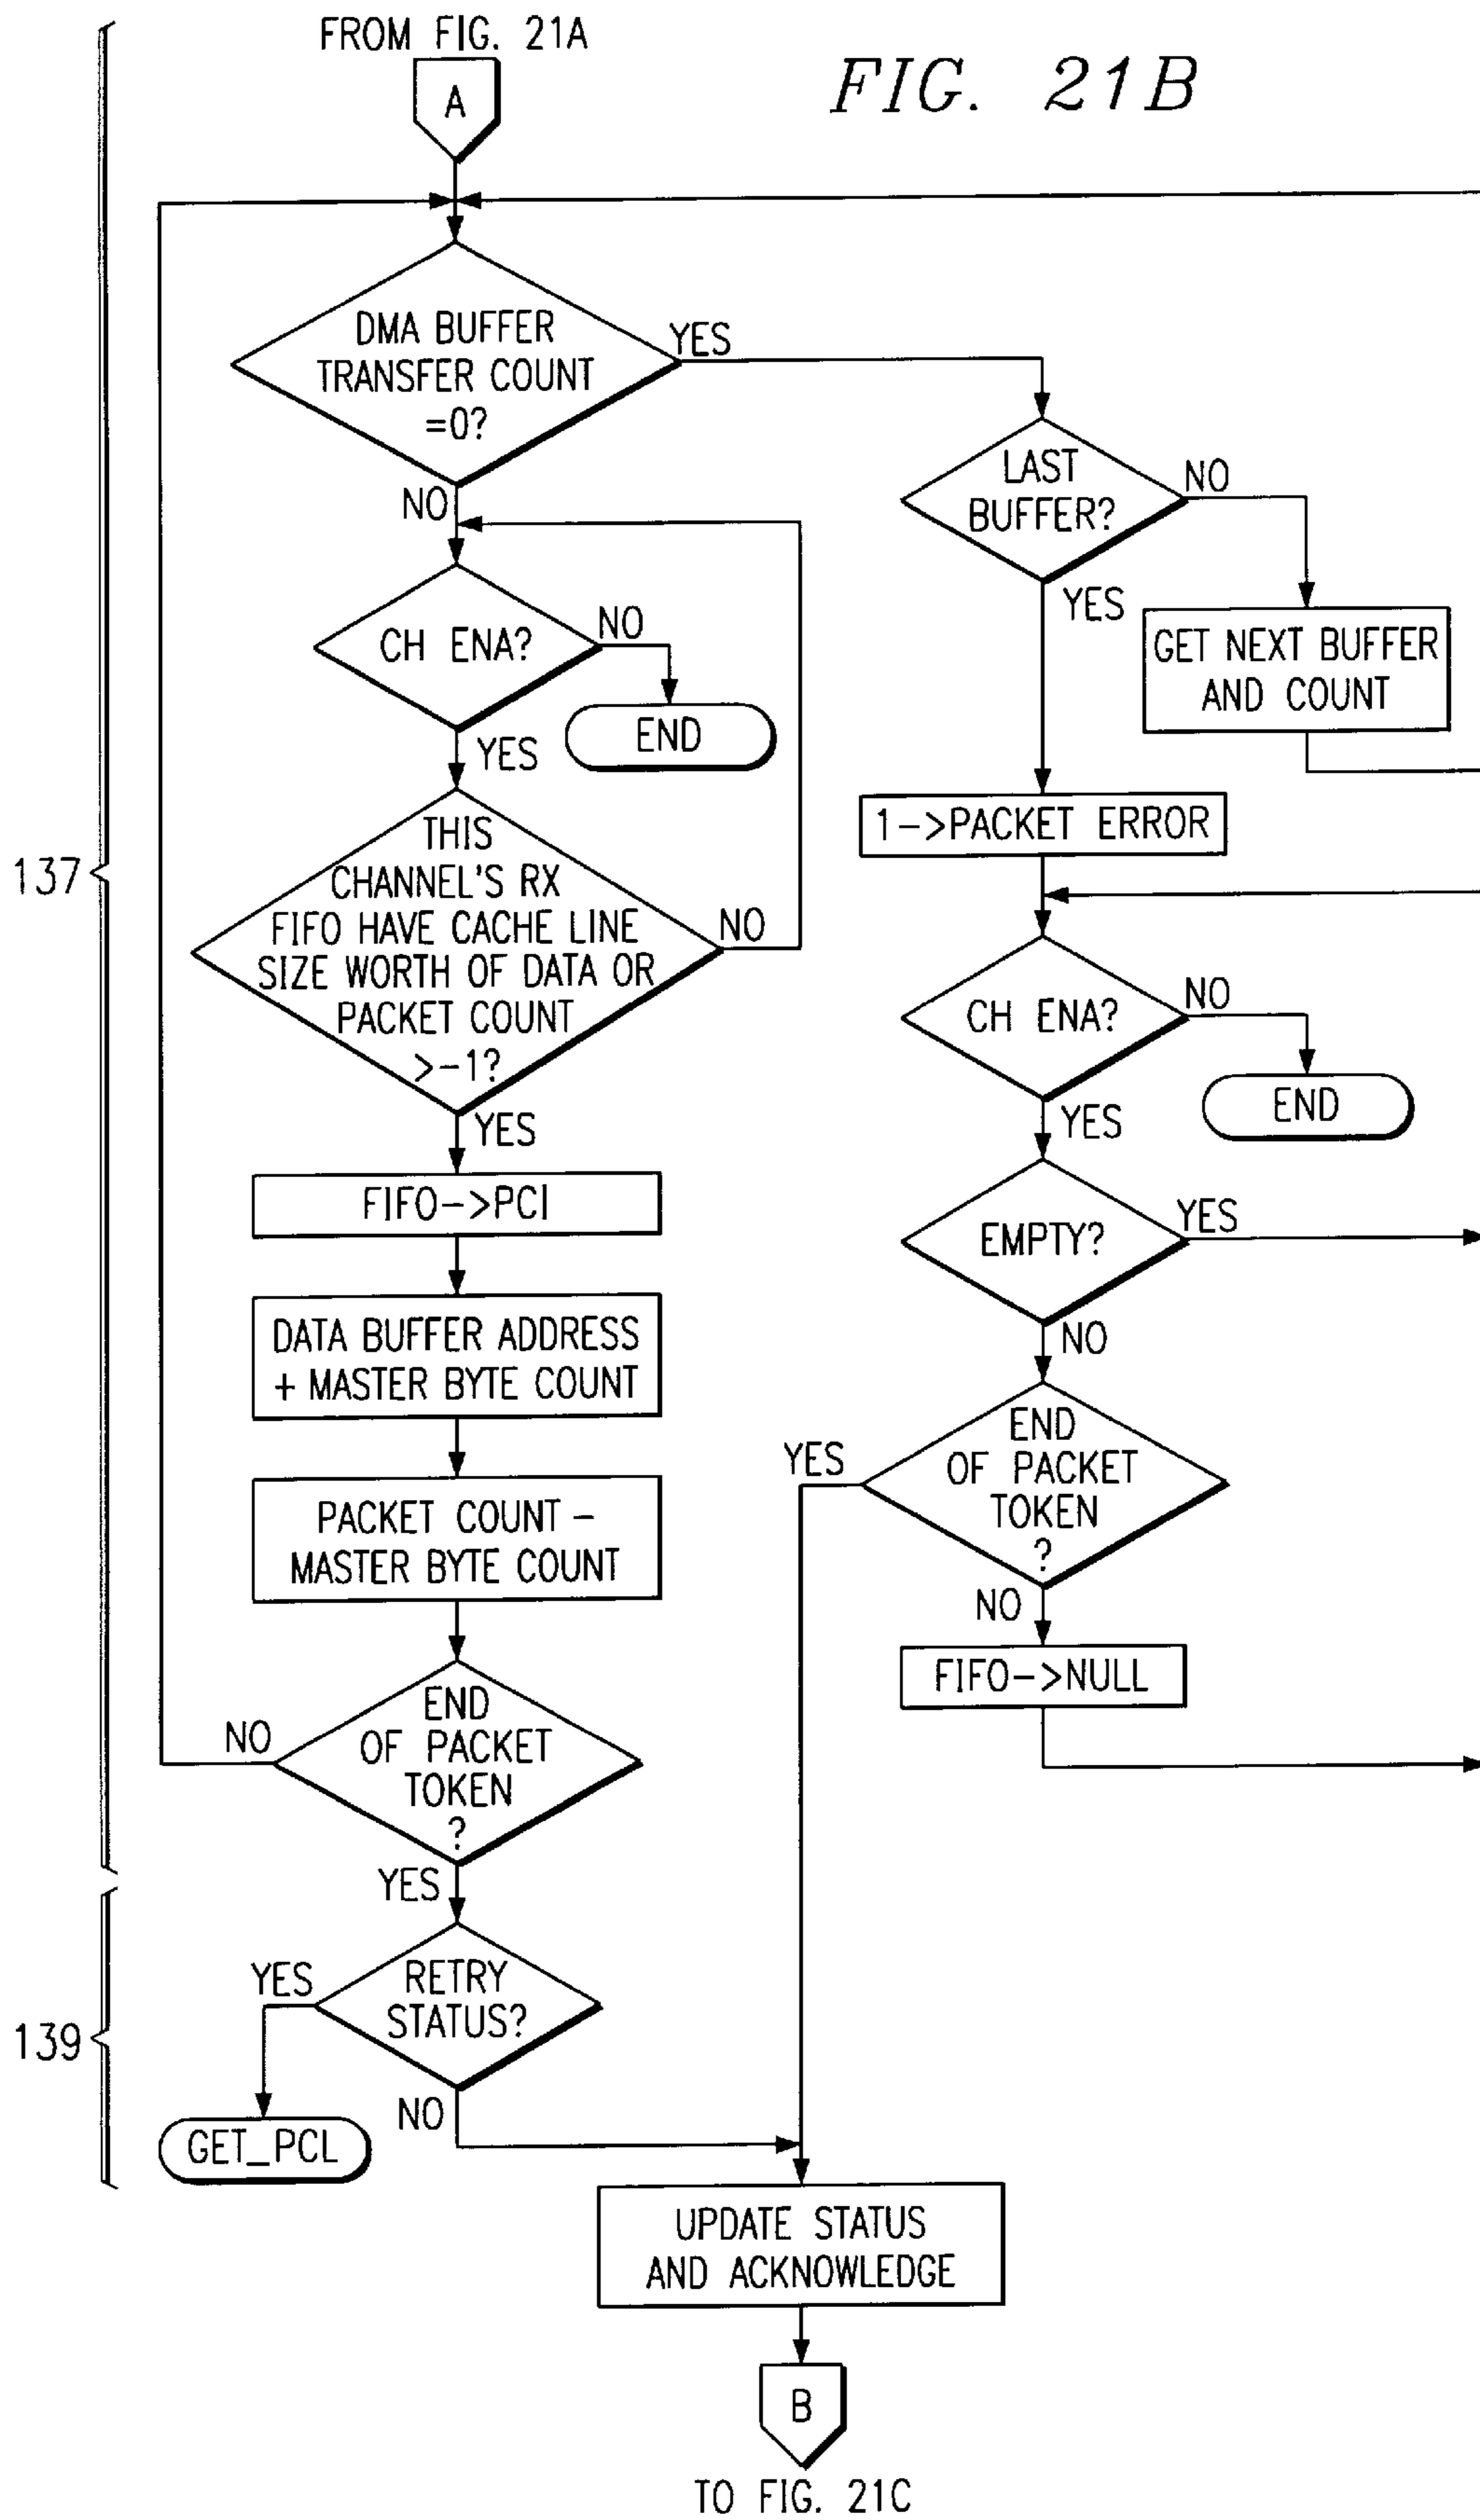 FROM FIG. 21A
FIG. 21B
A
DMA BUFFER
TRANSFER COUNT
=0?
YES
NO
LAST
BUFFER?
NO
YES
GET NEXT BUFFER
AND COUNT
CH ENA?
NO
END
YES
1->PACKET ERROR
137
THIS
CHANNEL'S RX
FIFO HAVE CACHE LINE
SIZE WORTH OF DATA OR
PACKET COUNT
>-1?
NO
YES
CH ENA?
NO
END
YES
FIFO->PCI
EMPTY?
YES
NO
DATA BUFFER ADDRESS
+ MASTER BYTE COUNT
END
OF PACKET
TOKEN
?
YES
NO
PACKET COUNT -
MASTER BYTE COUNT
FIFO->NULL
END
OF PACKET
TOKEN
?
NO
YES
139
RETRY
STATUS?
YES
NO
GET_PCL
UPDATE STATUS
AND ACKNOWLEDGE
B
TO FIG. 21C